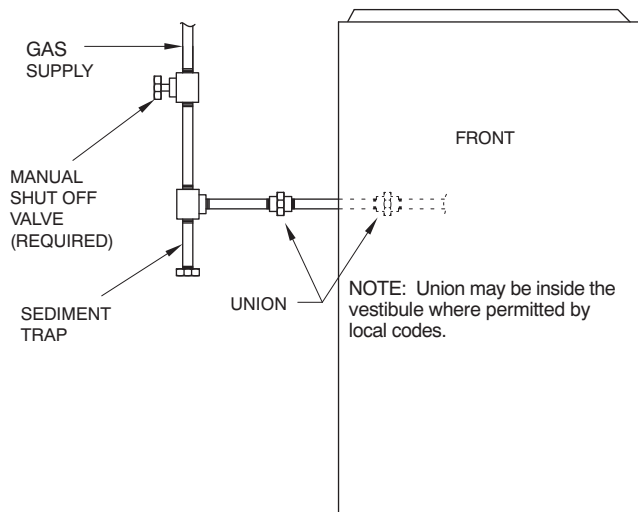 GAS
SUPPLY
FRONT
MANUAL
SHUT OFF
VALVE
(REQUIRED)
SEDIMENT
TRAP
UNION
NOTE: Union may be inside the
vestibule where permitted by
local codes.